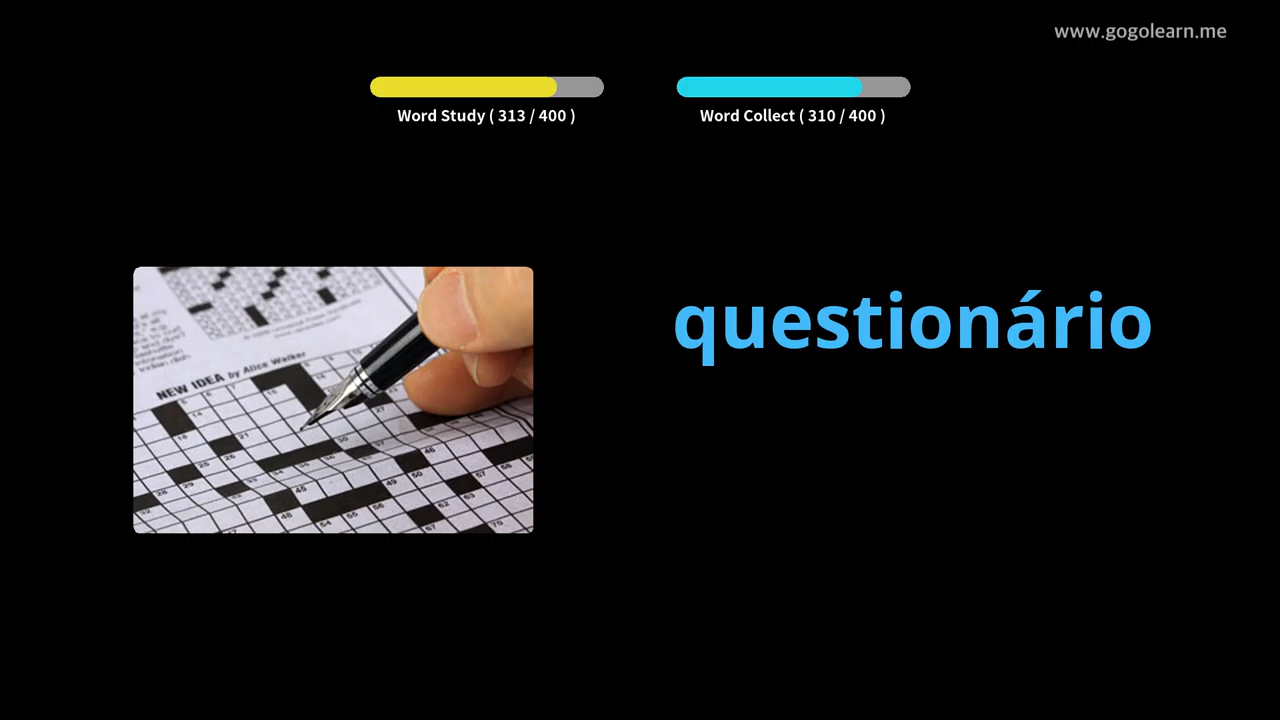 www.gogolearn.me
Word Study ( 313 / 400 )
Word Collect ( 310 / 400 )
questionário
NEW IDEA by Alice Walker